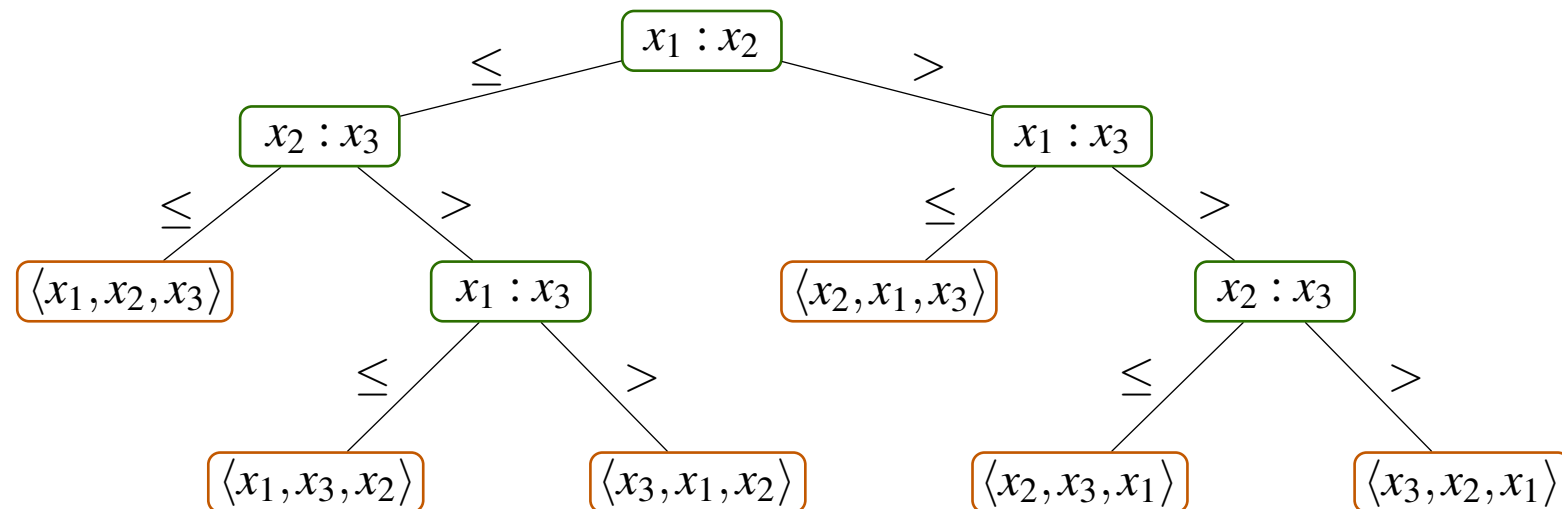 x₁ : x₂
≤ >
x₂ : x₃ x₁ : x₃
≤ > ≤ >
⟨x₁, x₂, x₃⟩ x₁ : x₃ ⟨x₂, x₁, x₃⟩ x₂ : x₃
≤ > ≤ >
⟨x₁, x₃, x₂⟩ ⟨x₃, x₁, x₂⟩ ⟨x₂, x₃, x₁⟩ ⟨x₃, x₂, x₁⟩